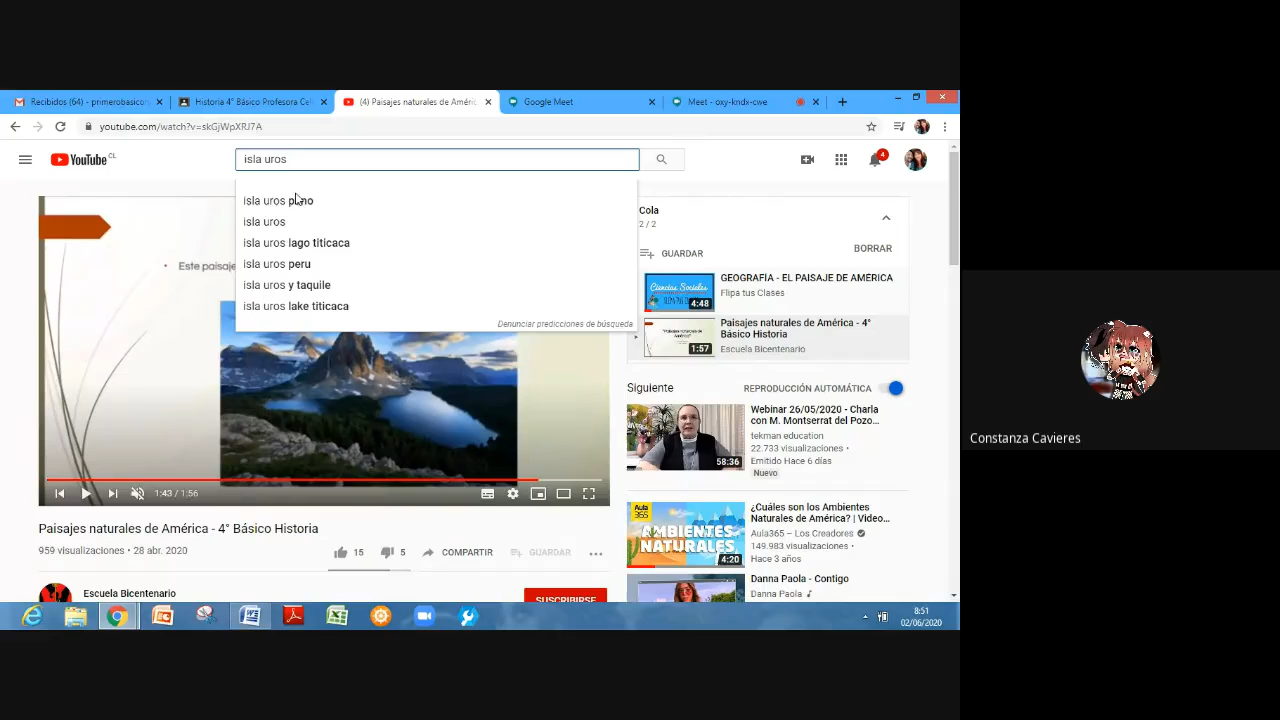 Recibidos (64) - primerobasico
Historia 4° Básico Profesora Cel
(4) Paisajes naturales de Améric
Google Meet
Meet - oxy-kndx-cwe
youtube.com/watch?v=skGjWpXRJ7A
YouTube CL
isla uros
4
isla uros puno
isla uros
isla uros lago titicaca
isla uros peru
isla uros y taquile
isla uros lake titicaca
Denunciar predicciones de búsqueda
• Este paisaje
1:43 / 1:56
Paisajes naturales de América - 4° Básico Historia
959 visualizaciones • 28 abr. 2020
15
5
COMPARTIR
GUARDAR
Escuela Bicentenario
SUSCRIBIRSE
Cola
2 / 2
GUARDAR
BORRAR
Ciencias Sociales
4:48
GEOGRAFÍA - EL PAISAJE DE AMÉRICA
Flipa tus Clases
1:57
Paisajes naturales de América - 4°
Básico Historia
Escuela Bicentenario
Siguiente
REPRODUCCIÓN AUTOMÁTICA
58:36
Webinar 26/05/2020 - Charla
con M. Montserrat del Pozo...
tekman education
22.733 visualizaciones •
Emitido Hace 6 días
Nuevo
Aula
365
AMBIENTES
NATURALES
4:20
¿Cuáles son los Ambientes
Naturales de América? | Video...
Aula365 – Los Creadores
149.983 visualizaciones •
Hace 3 años
Danna Paola - Contigo
Danna Paola
8:51
02/06/2020
Constanza Cavieres